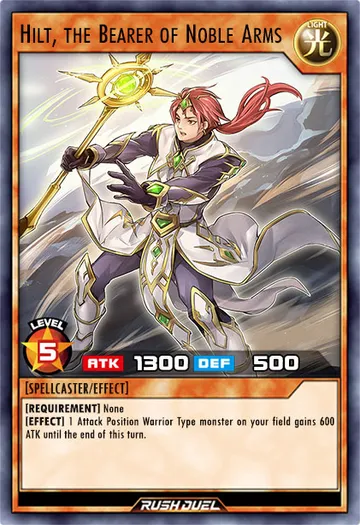 Hilt, the Bearer of Noble Arms
LIGHT
光
LEVEL
5
ATK 1300 DEF 500
[SPELLCASTER/EFFECT]
[REQUIREMENT] None
[EFFECT] 1 Attack Position Warrior Type monster on your field gains 600
ATK until the end of this turn.
RUSH DUEL